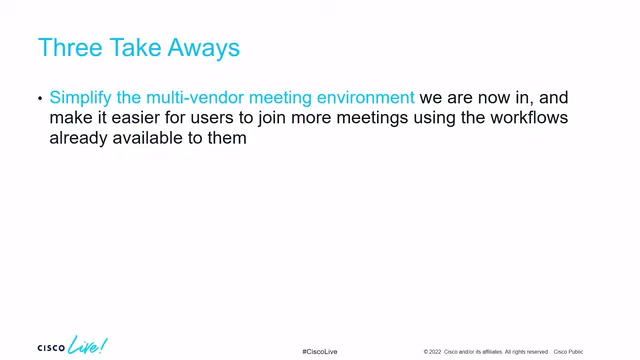 Three Take Aways
• Simplify the multi-vendor meeting environment we are now in, and
make it easier for users to join more meetings using the workflows
already available to them
CISCO Live!
#CiscoLive
© 2022 Cisco and/or its affiliates. All rights reserved. Cisco Public